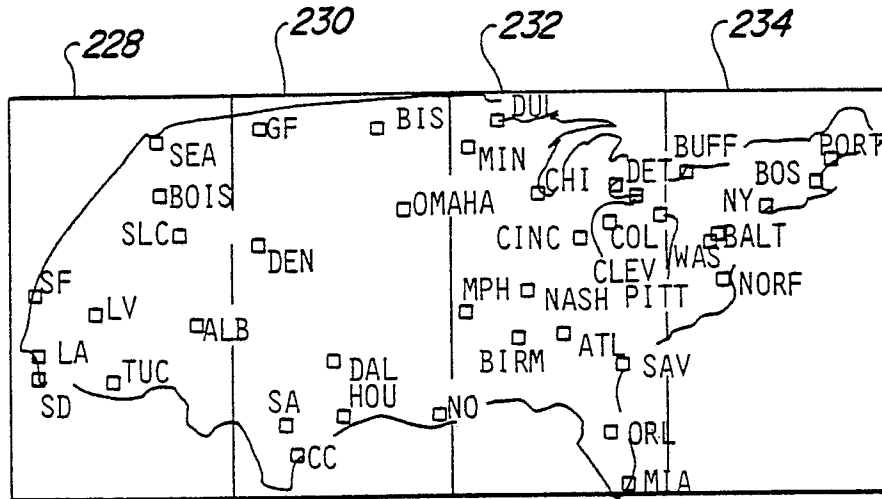 228 230 232 234
DUL
GF BIS
SEA MIN BUFF PORT
CHI DET BOS
BOIS OMAHA NY
SLC CINC COL BALT
DEN WAS
CLEV
SF MPH NASH PITT NORF
LV
ALB BIRM ATL
LA DAL SAV
TUC
SD HOU NO
SA
ORL
CC
MIA